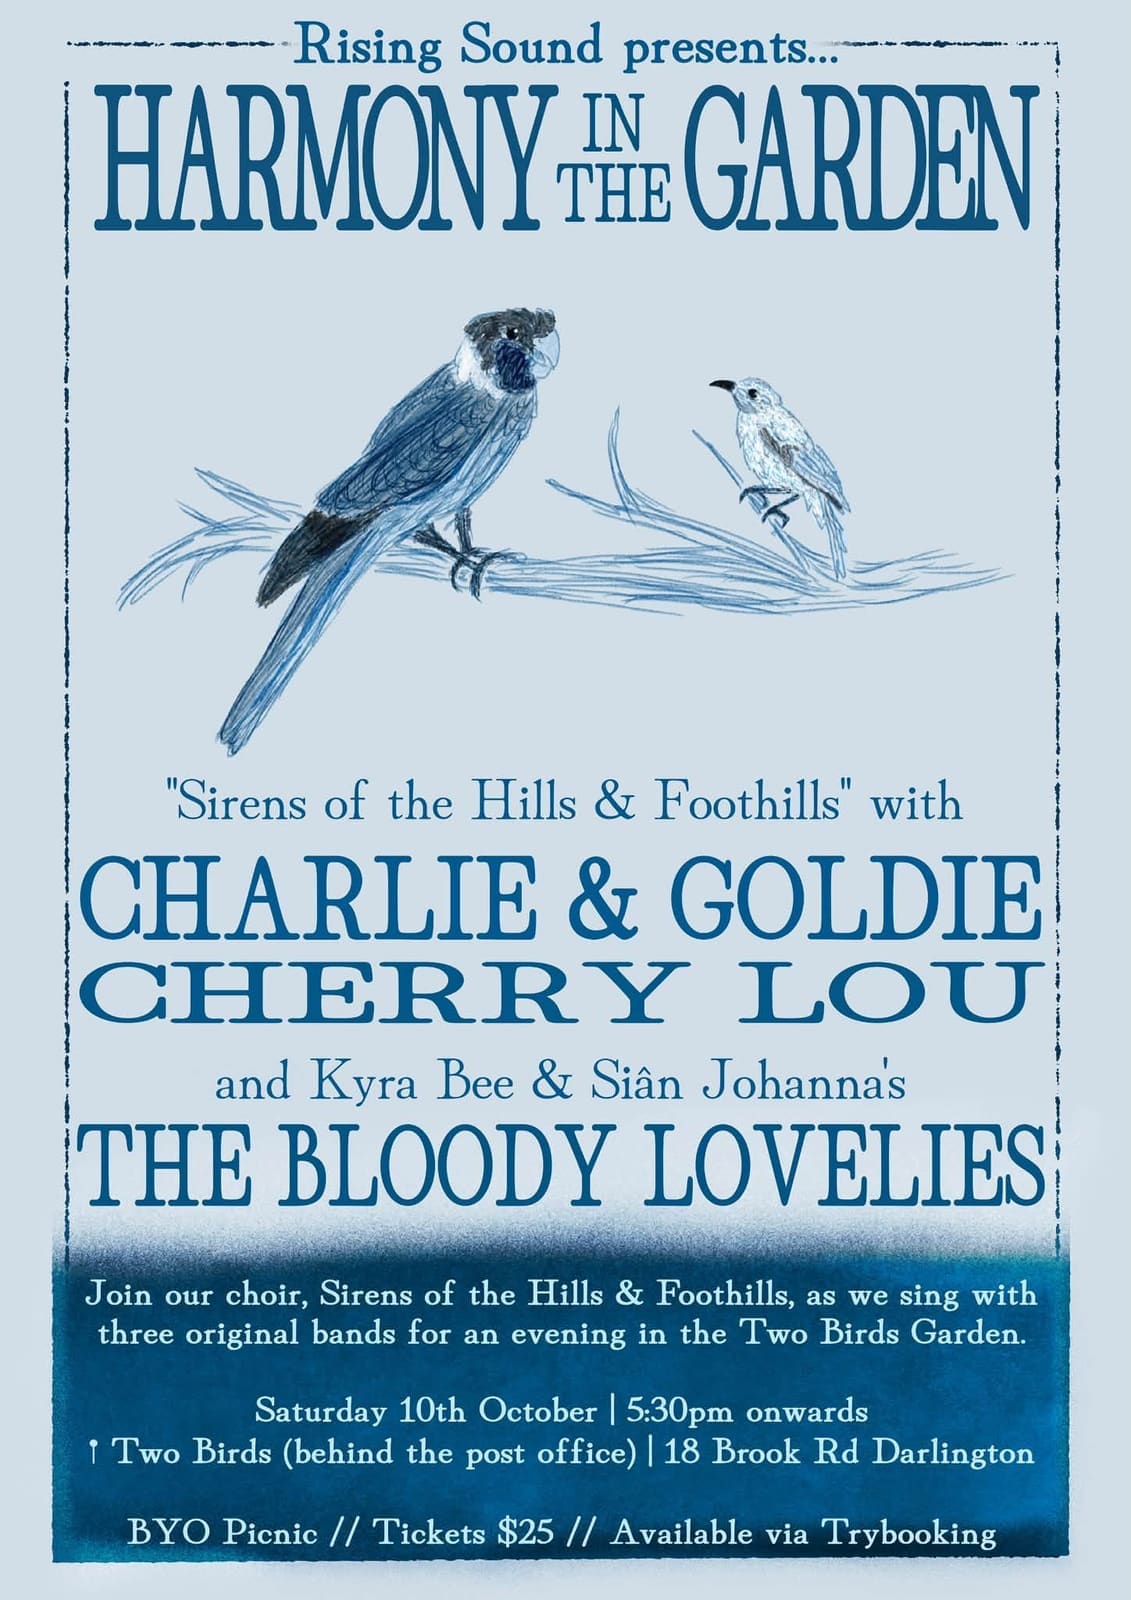 Rising Sound presents...
HARMONY IN THE GARDEN
"Sirens of the Hills & Foothills" with
CHARLIE & GOLDIE
CHERRY LOU
and Kyra Bee & Siân Johanna's
THE BLOODY LOVELIES
Join our choir, Sirens of the Hills & Foothills, as we sing with
three original bands for an evening in the Two Birds Garden.
Saturday 10th October | 5:30pm onwards
Two Birds (behind the post office) | 18 Brook Rd Darlington
BYO Picnic // Tickets $25 // Available via Trybooking